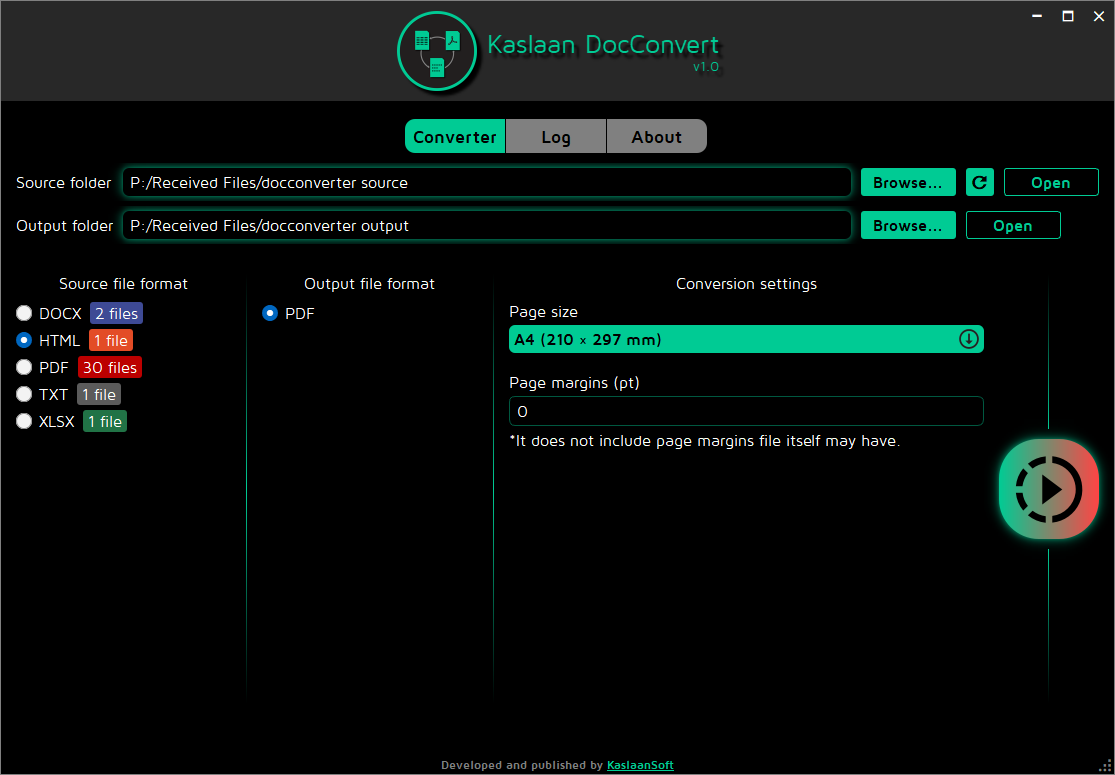 Kaslaan DocConvert
v1.0
Converter Log About
Source folder P:/Received Files/docconverter source Browse... Open
Output folder P:/Received Files/docconverter output Browse... Open
Source file format Output file format Conversion settings
DOCX 2 files PDF Page size
HTML 1 file A4 (210 × 297 mm)
PDF 30 files
TXT 1 file Page margins (pt)
XLSX 1 file 0
*It does not include page margins file itself may have.
Developed and published by KaslaanSoft